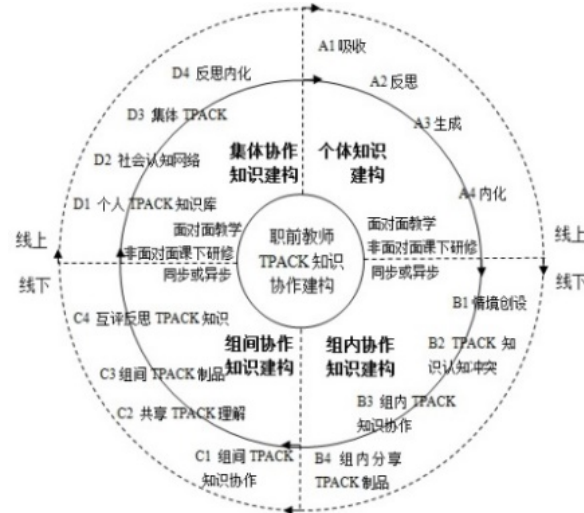 A1 吸收
A2 反思
A3 生成
A4 内化
D4 反思内化
D3 集体 TPACK
D2 社会认知网络
D1 个人 TPACK 知识库
集体协作
知识建构
个体知识
建构
面对面教学
非面对面课下研修
同步或异步
职前教师
TPACK 知识
协作建构
面对面教学
非面对面课下研修
同步或异步
线上
线下
线上
线下
B1 情境创设
B2 TPACK 知
识认知冲突
B3 组内 TPACK
知识协作
B4 组内分享
TPACK 制品
组间协作
知识建构
组内协作
知识建构
C4 互评反思 TPACK 知识
C3 组间 TPACK 制品
C2 共享 TPACK 理解
C1 组间 TPACK
知识协作